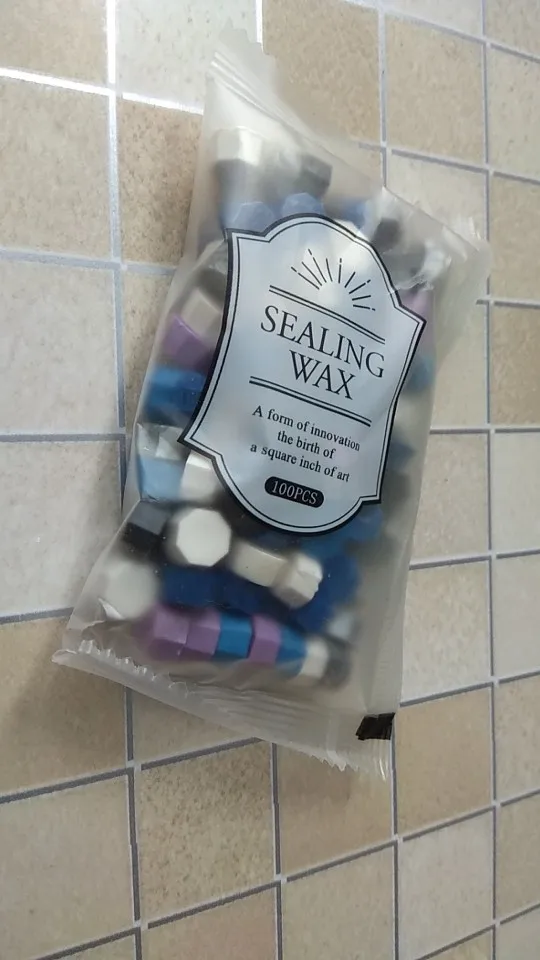 SEALING
WAX
A form of innovation
the birth of
a square inch of art
100PCS